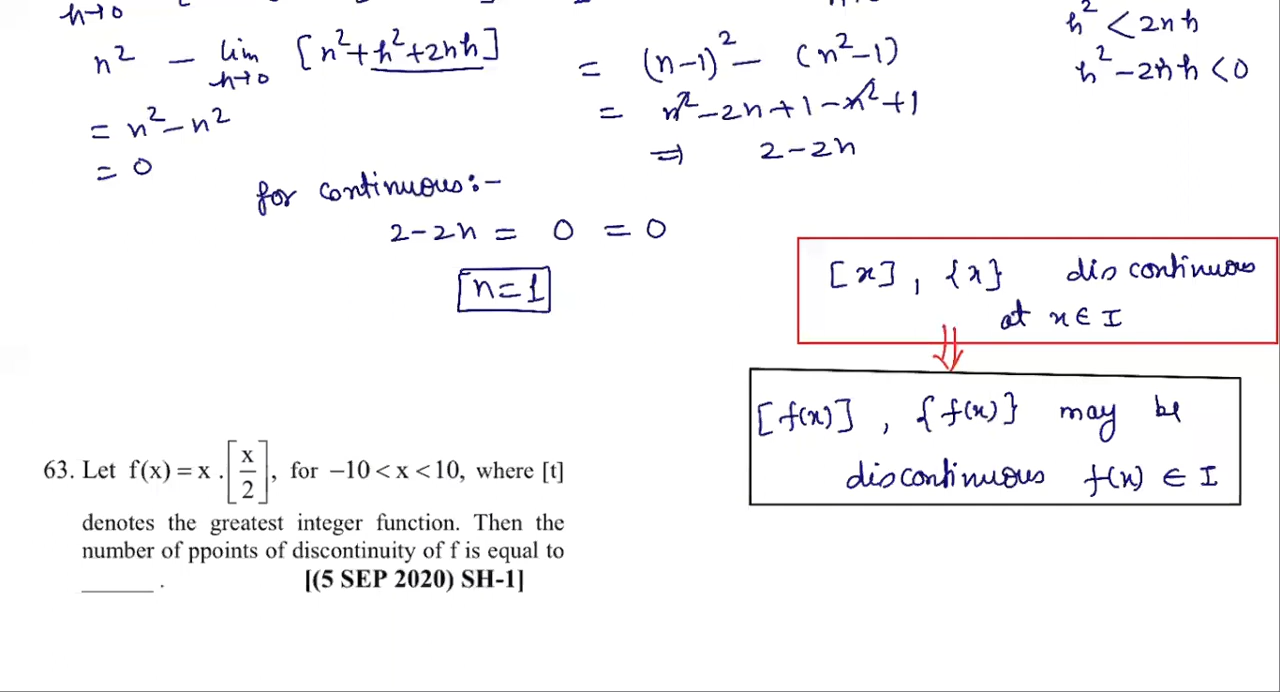 h→0
n² - lim h→0 [n²+h²+2nh]
= n²-n²
= 0
= (n-1)² - (n²-1)
= n²-2n+1-n²+1
⇒ 2-2n
h² < 2nh
h²-2nh < 0
for continuous:-
2-2n = 0 = 0
n=1
[x], {x} discontinuous
at x∈I
⇓
[f(x)], {f(x)} may be
discontinuous f(x) ∈ I
63. Let f(x) = x . [x/2], for −10 < x < 10, where [t]
denotes the greatest integer function. Then the
number of ppoints of discontinuity of f is equal to
______ . [(5 SEP 2020) SH-1]